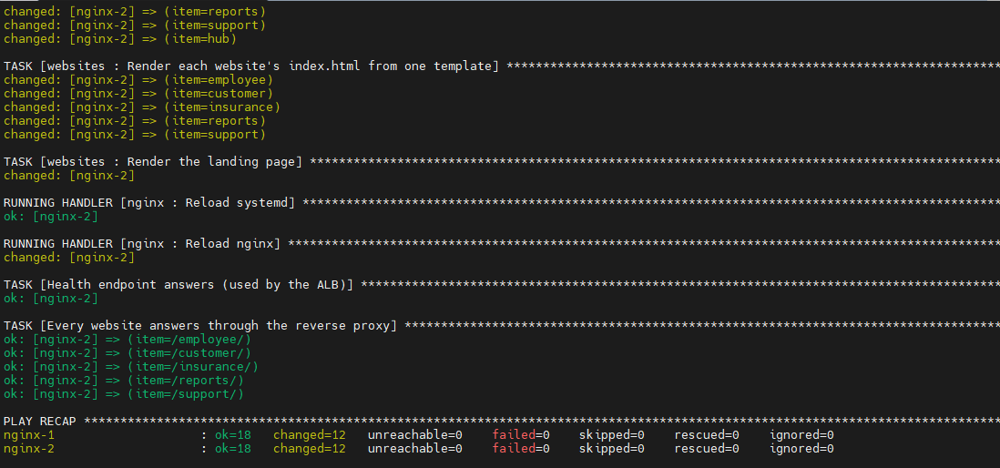 changed: [nginx-2] => (item=reports)
changed: [nginx-2] => (item=support)
changed: [nginx-2] => (item=hub)
TASK [websites : Render each website's index.html from one template] ********************************************************************
changed: [nginx-2] => (item=employee)
changed: [nginx-2] => (item=customer)
changed: [nginx-2] => (item=insurance)
changed: [nginx-2] => (item=reports)
changed: [nginx-2] => (item=support)
TASK [websites : Render the landing page] ***********************************************************************************************
changed: [nginx-2]
RUNNING HANDLER [nginx : Reload systemd] ************************************************************************************************
ok: [nginx-2]
RUNNING HANDLER [nginx : Reload nginx] **************************************************************************************************
changed: [nginx-2]
TASK [Health endpoint answers (used by the ALB)] ****************************************************************************************
ok: [nginx-2]
TASK [Every website answers through the reverse proxy] **********************************************************************************
ok: [nginx-2] => (item=/employee/)
ok: [nginx-2] => (item=/customer/)
ok: [nginx-2] => (item=/insurance/)
ok: [nginx-2] => (item=/reports/)
ok: [nginx-2] => (item=/support/)
PLAY RECAP ******************************************************************************************************************************
nginx-1                    : ok=18   changed=12   unreachable=0    failed=0    skipped=0    rescued=0    ignored=0
nginx-2                    : ok=18   changed=12   unreachable=0    failed=0    skipped=0    rescued=0    ignored=0